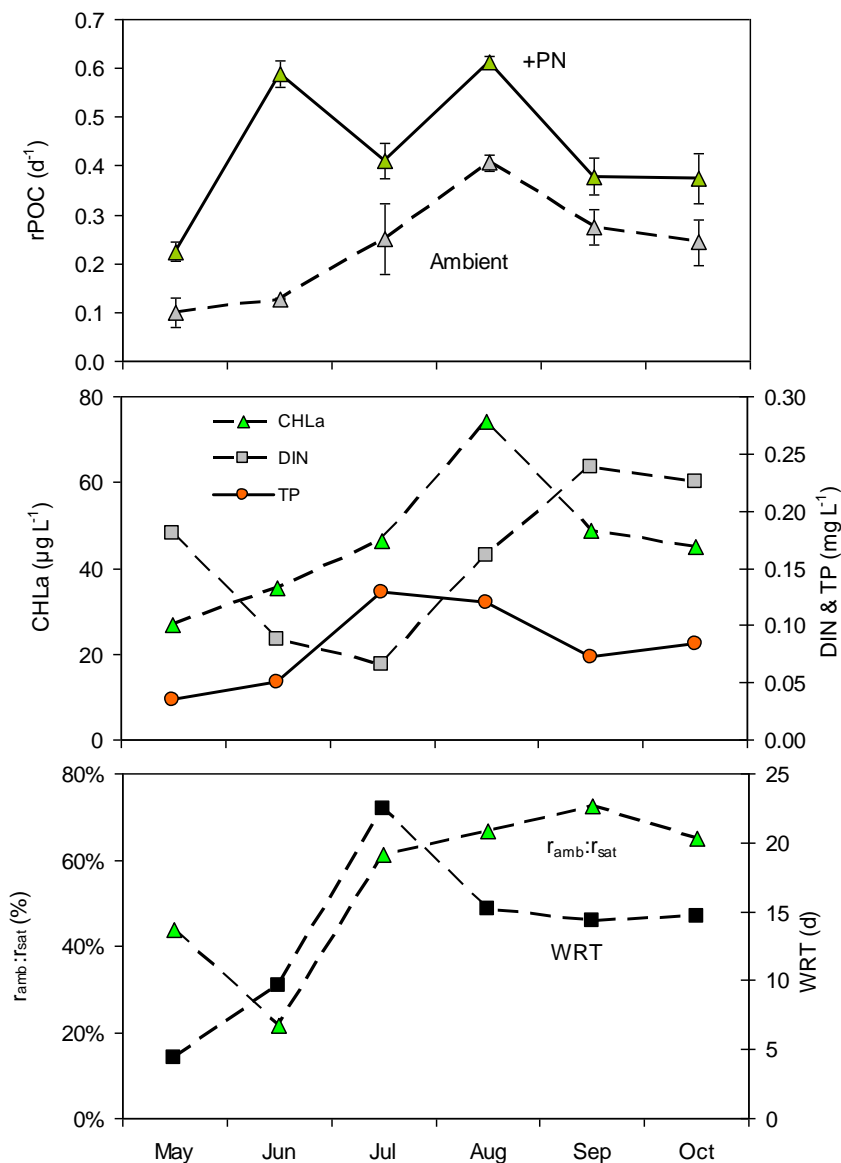 0.7
0.6
0.5
0.4
0.3
0.2
0.1
0.0
rPOC (d-1)
+PN
Ambient
80
60
40
20
0
CHLa (µg L-1)
CHLa
DIN
TP
0.30
0.25
0.20
0.15
0.10
0.05
0.00
DIN & TP (mg L-1)
80%
60%
40%
20%
0%
ramb:rsat (%)
ramb:rsat
WRT
25
20
15
10
5
0
WRT (d)
May Jun Jul Aug Sep Oct